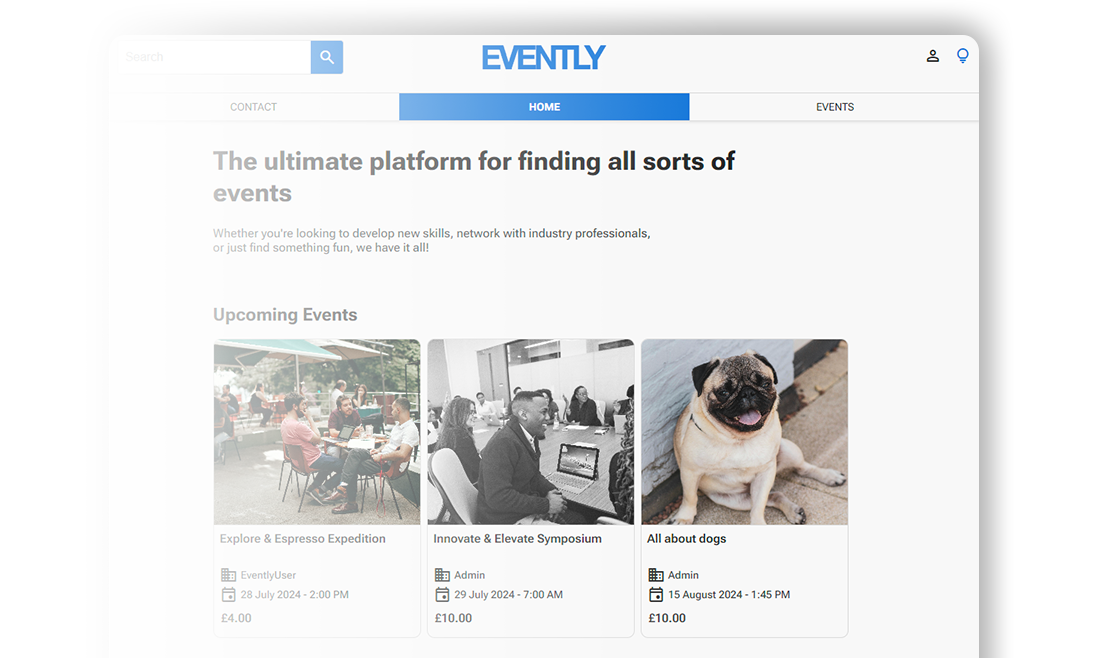 Search
EVENTLY
CONTACT
HOME
EVENTS
The ultimate platform for finding all sorts of
events
Whether you're looking to develop new skills, network with industry professionals,
or just find something fun, we have it all!
Upcoming Events
Explore & Espresso Expedition
EventlyUser
28 July 2024 - 2:00 PM
£4.00
Innovate & Elevate Symposium
Admin
29 July 2024 - 7:00 AM
£10.00
All about dogs
Admin
15 August 2024 - 1:45 PM
£10.00